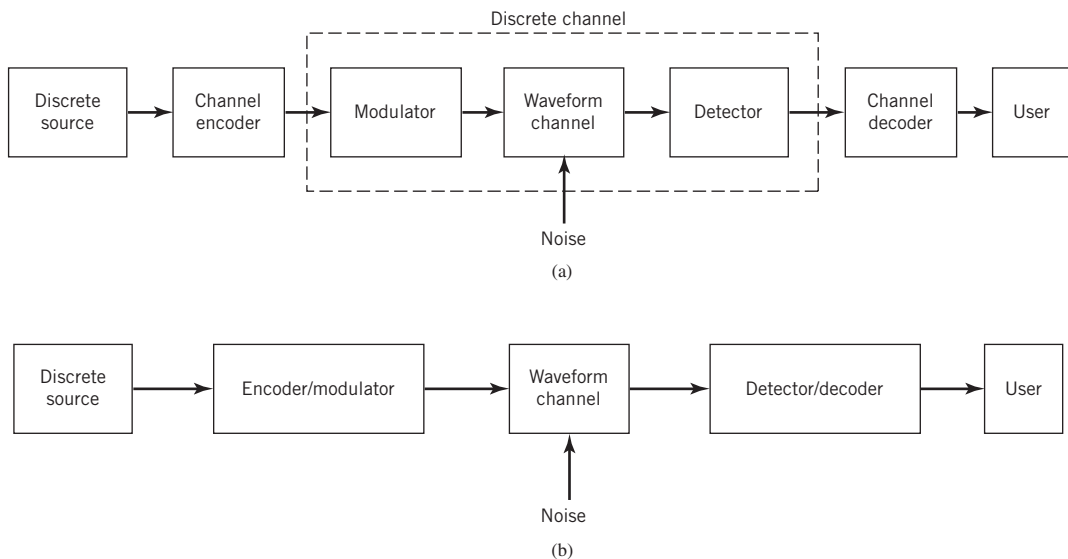 Discrete channel
Discrete
source
Channel
encoder
Modulator
Waveform
channel
Detector
Channel
decoder
User
Noise
(a)
Discrete
source
Encoder/modulator
Waveform
channel
Detector/decoder
User
Noise
(b)